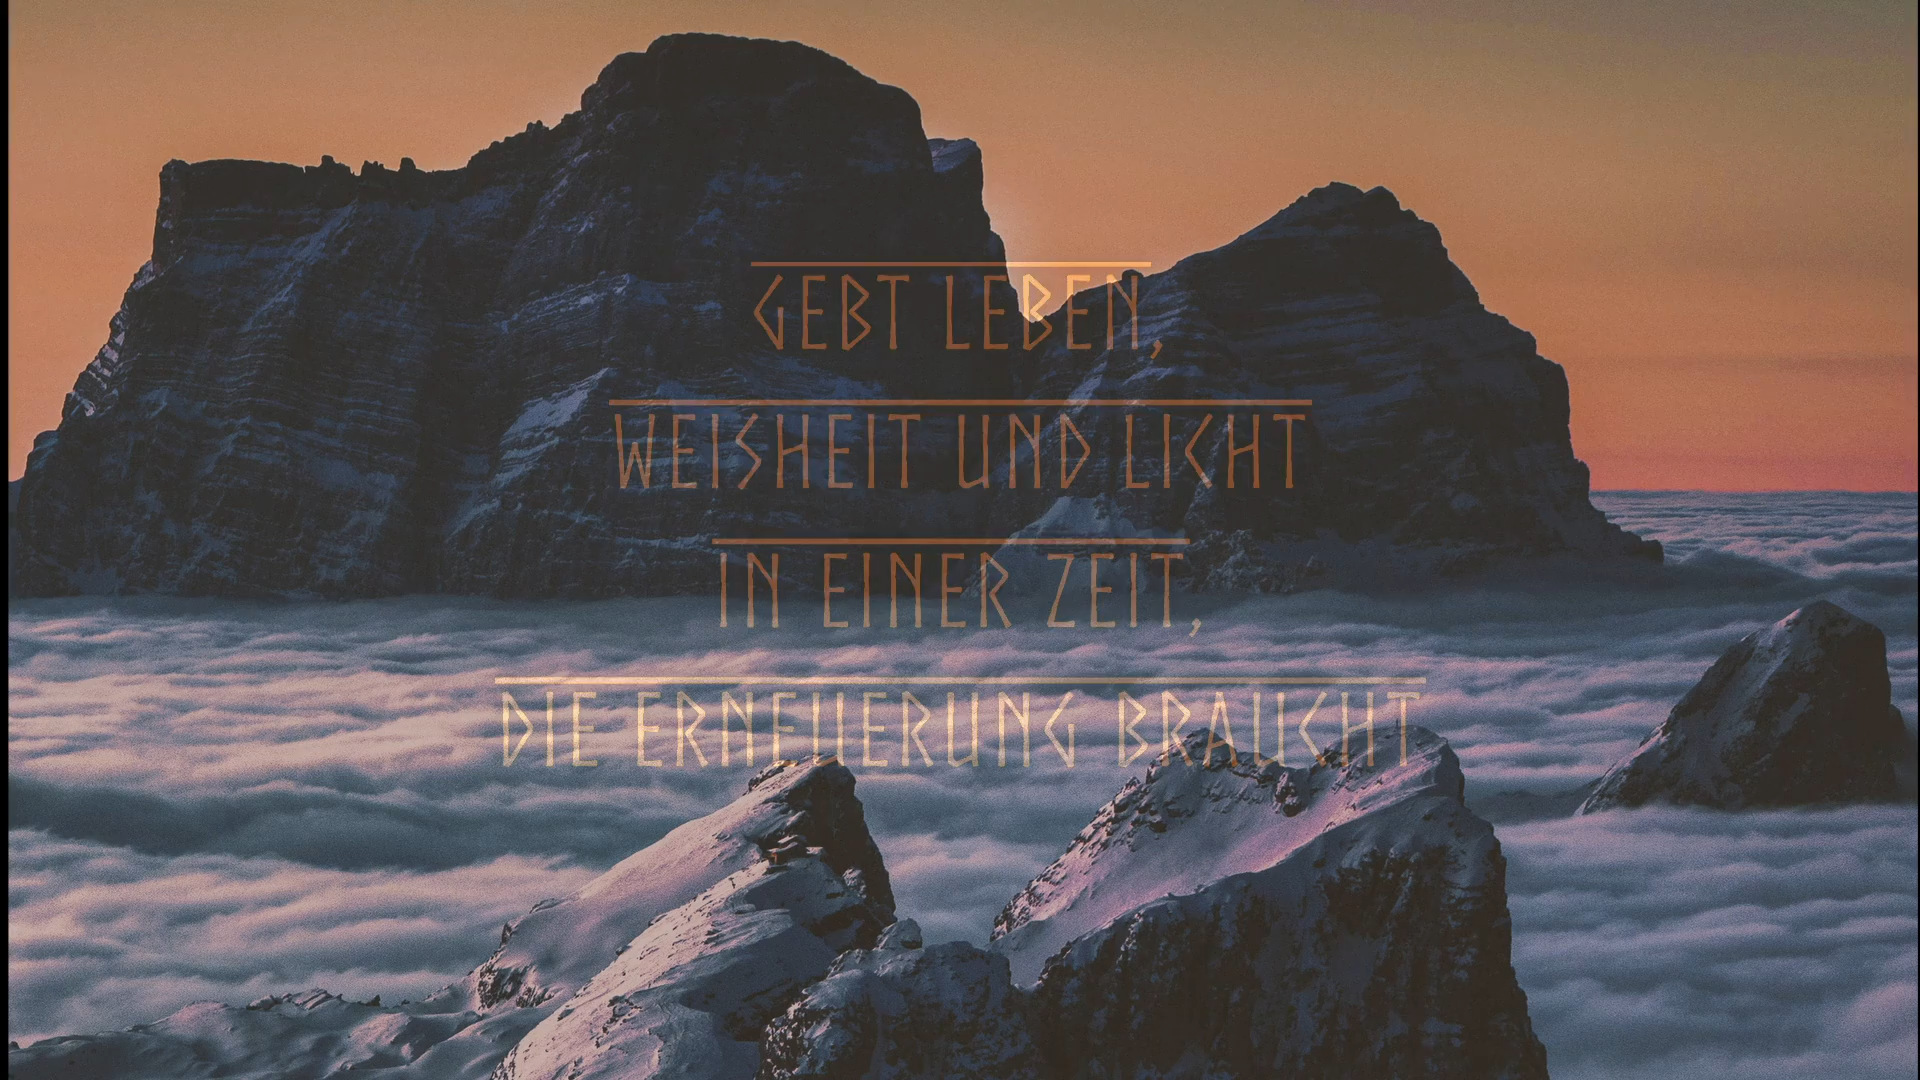 GEBT LEBEN,
WEISHEIT UND LICHT
IN EINER ZEIT,
DIE ERNEUERUNG BRAUCHT